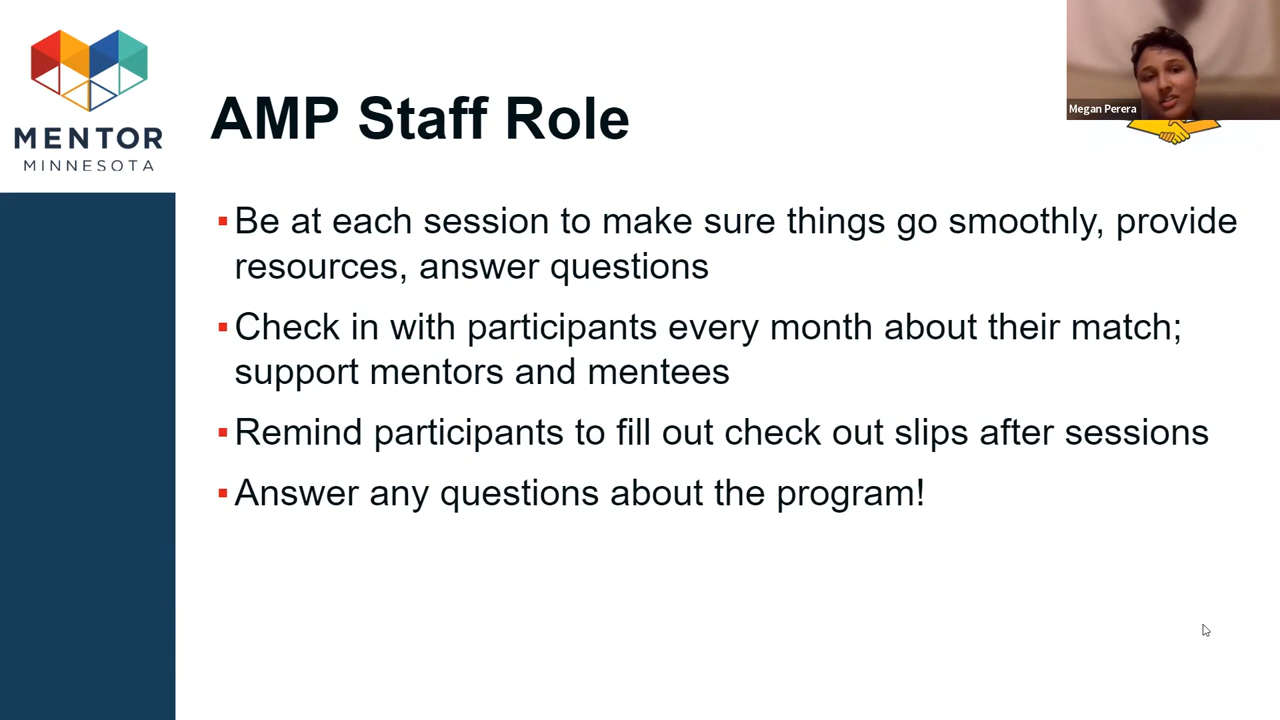 MENTOR
MINNESOTA
AMP Staff Role
Megan Perera
▪Be at each session to make sure things go smoothly, provide
resources, answer questions
▪Check in with participants every month about their match;
support mentors and mentees
▪Remind participants to fill out check out slips after sessions
▪Answer any questions about the program!